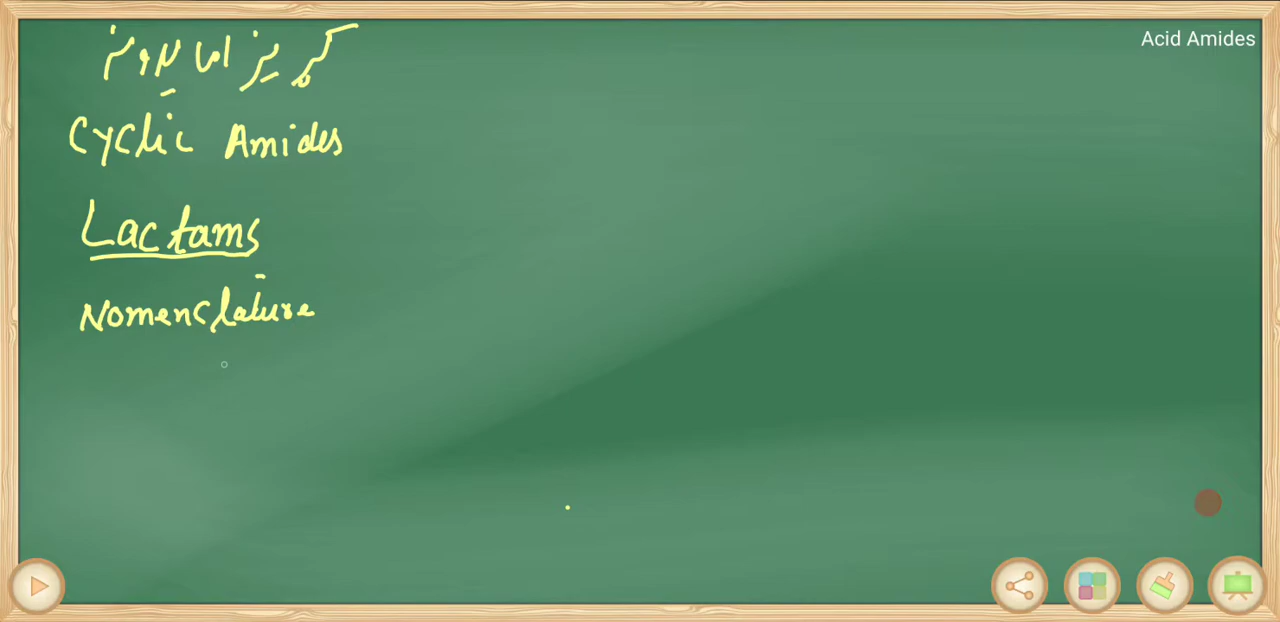 Acid Amides
Cyclic Amides
Lactams
Nomenclature